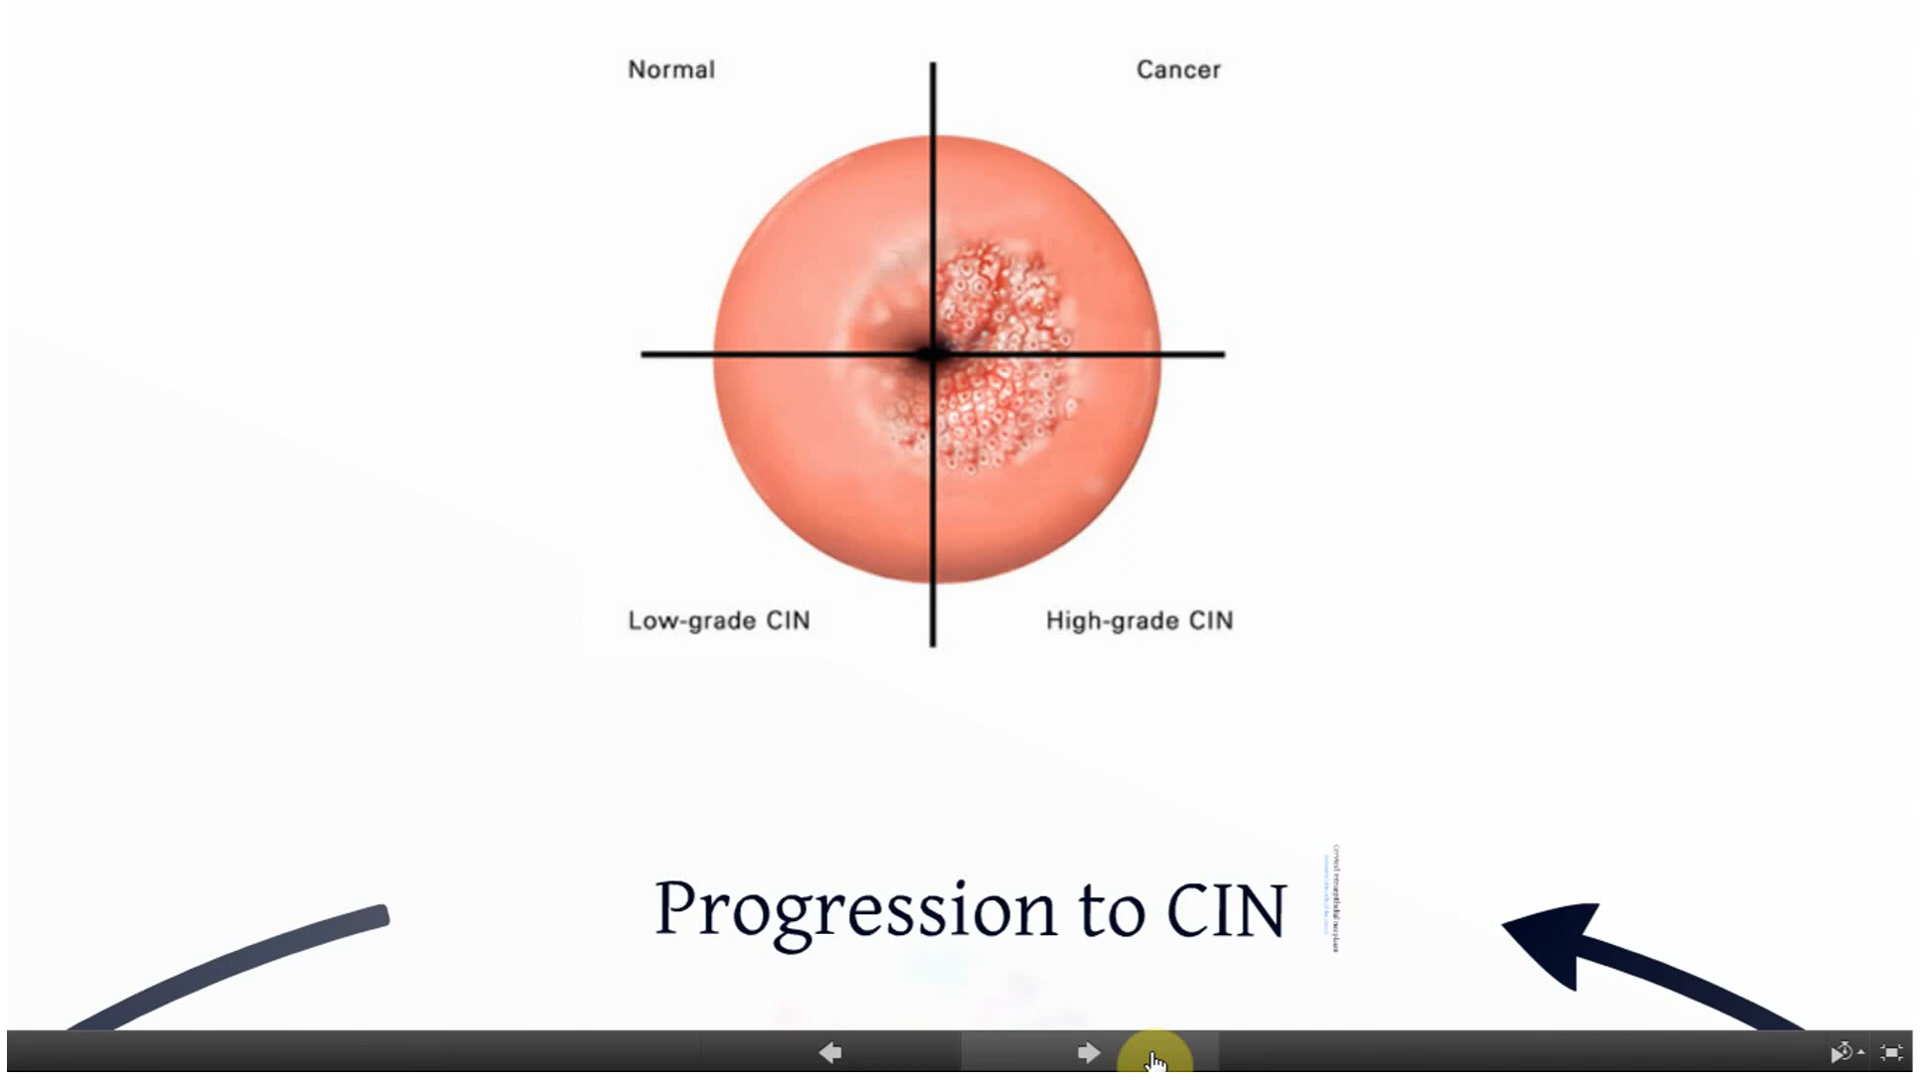 Normal
Cancer
Low-grade CIN
High-grade CIN
Progression to CIN